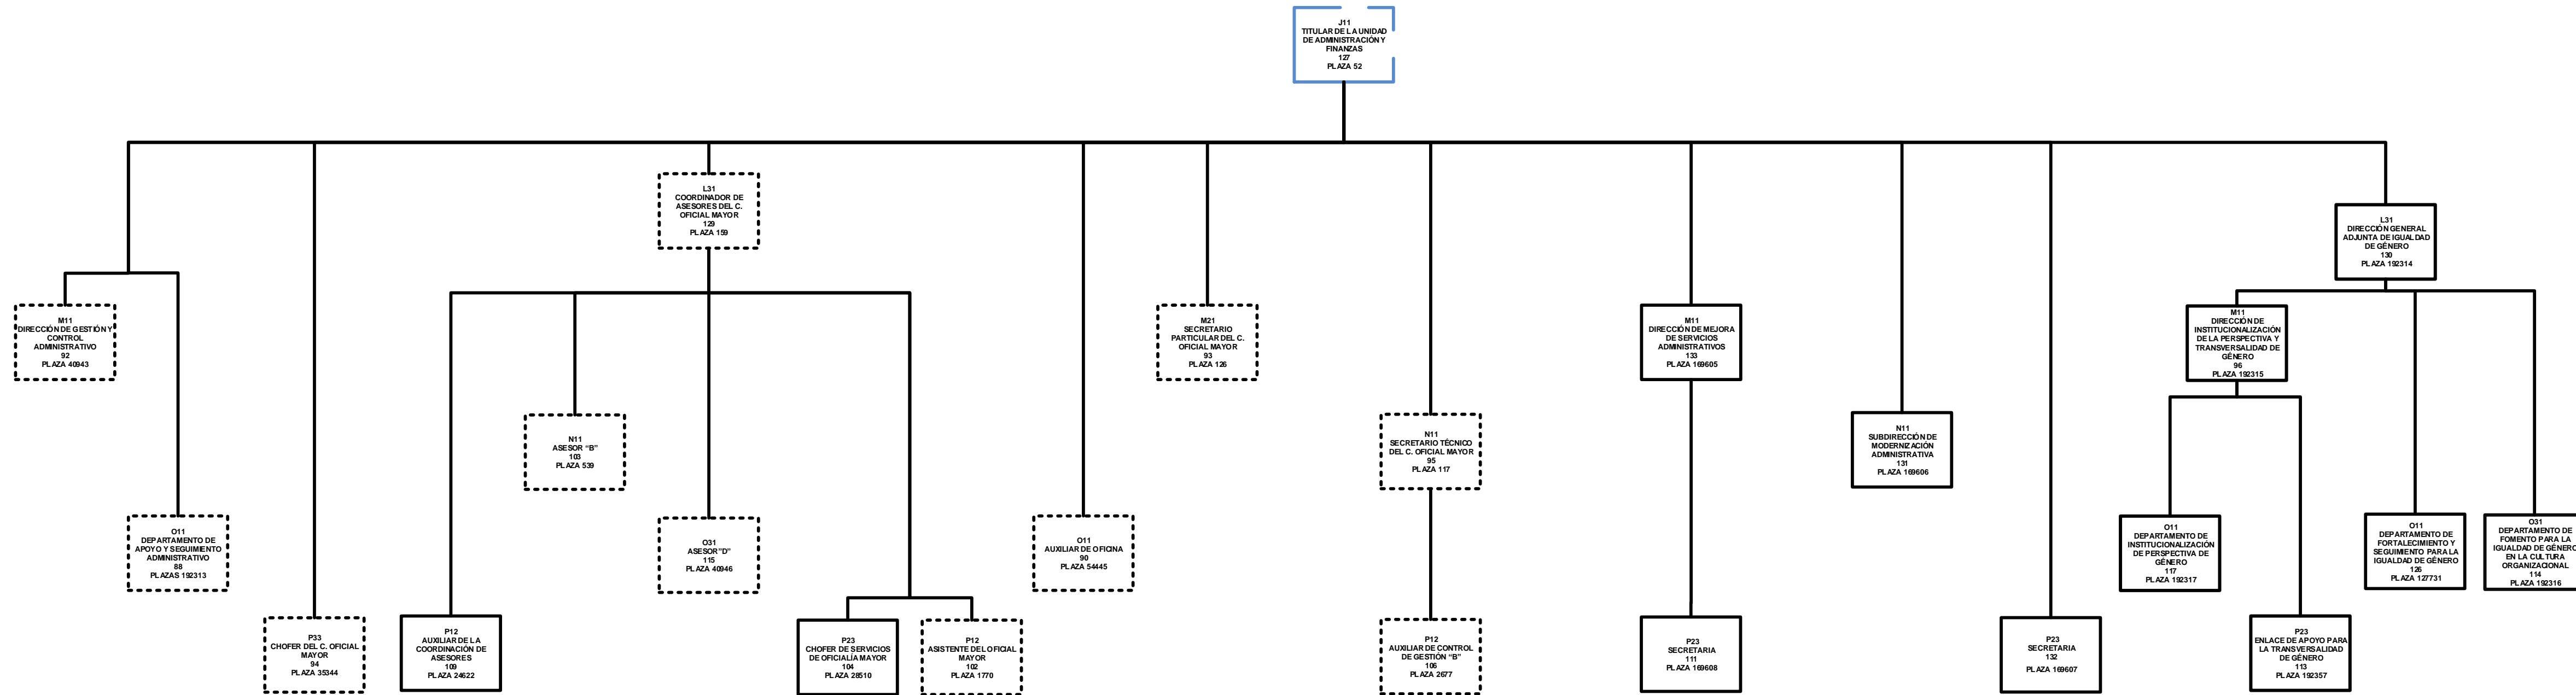 J11
TITULAR DE LA UNIDAD
DE ADMINISTRACIÓN Y
FINANZAS
127
PLAZA 52
L31
COORDINADOR DE
ASESORES DEL C.
OFICIAL MAYOR
129
PLAZA 159
L31
DIRECCIÓN GENERAL
ADJUNTA DE IGUALDAD
DE GÉNERO
130
PLAZA 192314
M11
DIRECCIÓN DE GESTIÓN Y
CONTROL
ADMINISTRATIVO
92
PLAZA 40943
M21
SECRETARIO
PARTICULAR DEL C.
OFICIAL MAYOR
93
PLAZA 126
M11
DIRECCIÓN DE MEJORA
DE SERVICIOS
ADMINISTRATIVOS
133
PLAZA 169605
M11
DIRECCIÓN DE
INSTITUCIONALIZACIÓN
DE LA PERSPECTIVA Y
TRANSVERSALIDAD DE
GÉNERO
96
PLAZA 192315
N11
ASESOR “B”
103
PLAZA 539
N11
SECRETARIO TÉCNICO
DEL C. OFICIAL MAYOR
95
PLAZA 117
N11
SUBDIRECCIÓN DE
MODERNIZACIÓN
ADMINISTRATIVA
131
PLAZA 169606
O11
DEPARTAMENTO DE
APOYO Y SEGUIMIENTO
ADMINISTRATIVO
88
PLAZAS 192313
O31
ASESOR”D”
115
PLAZA 40946
O11
AUXILIAR DE OFICINA
90
PLAZA 54445
O11
DEPARTAMENTO DE
INSTITUCIONALIZACIÓN
DE PERSPECTIVA DE
GÉNERO
117
PLAZA 192317
O11
DEPARTAMENTO DE
FORTALECIMIENTO Y
SEGUIMIENTO PARA LA
IGUALDAD DE GÉNERO
126
PLAZA 127731
O31
DEPARTAMENTO DE
FOMENTO PARA LA
IGUALDAD DE GÉNERO
EN LA CULTURA
ORGANIZACIONAL
114
PLAZA 192316
P33
CHOFER DEL C. OFICIAL
MAYOR
94
PLAZA 35344
P12
AUXILIAR DE LA
COORDINACIÓN DE
ASESORES
109
PLAZA 24622
P23
CHOFER DE SERVICIOS
DE OFICIALÍA MAYOR
104
PLAZA 28510
P12
ASISTENTE DEL OFICIAL
MAYOR
102
PLAZA 1770
P12
AUXILIAR DE CONTROL
DE GESTIÓN “B”
106
PLAZA 2677
P23
SECRETARIA
111
PLAZA 169608
P23
SECRETARIA
132
PLAZA 169607
P23
ENLACE DE APOYO PARA
LA TRANSVERSALIDAD
DE GÉNERO
113
PLAZA 192357